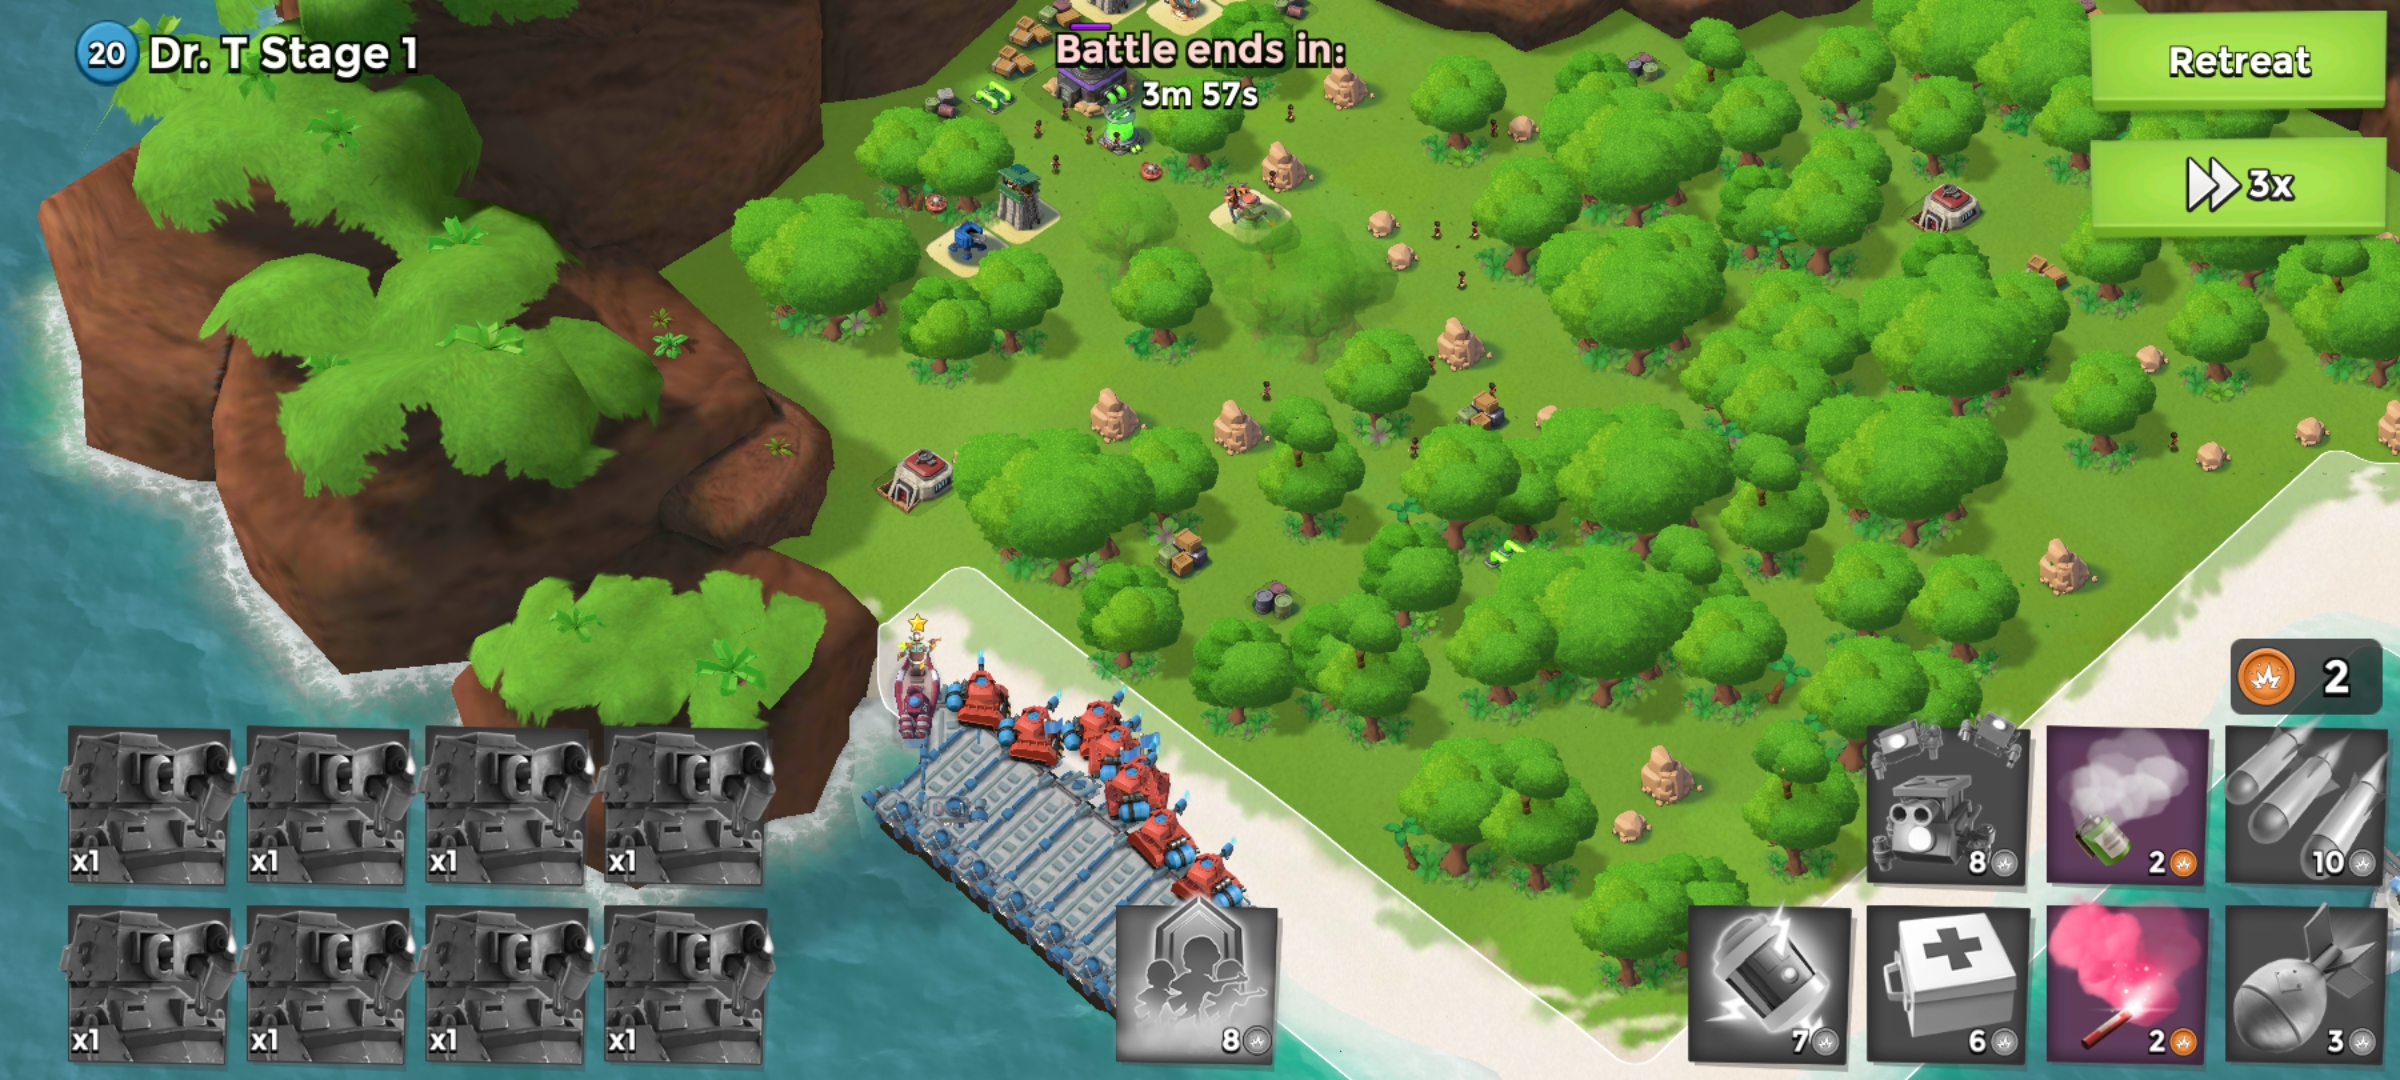 20 Dr. T Stage 1
Battle ends in:
3m 57s
Retreat
3x
2
x1 x1 x1 x1
8 2 10
x1 x1 x1 x1
8 7 6 2 3